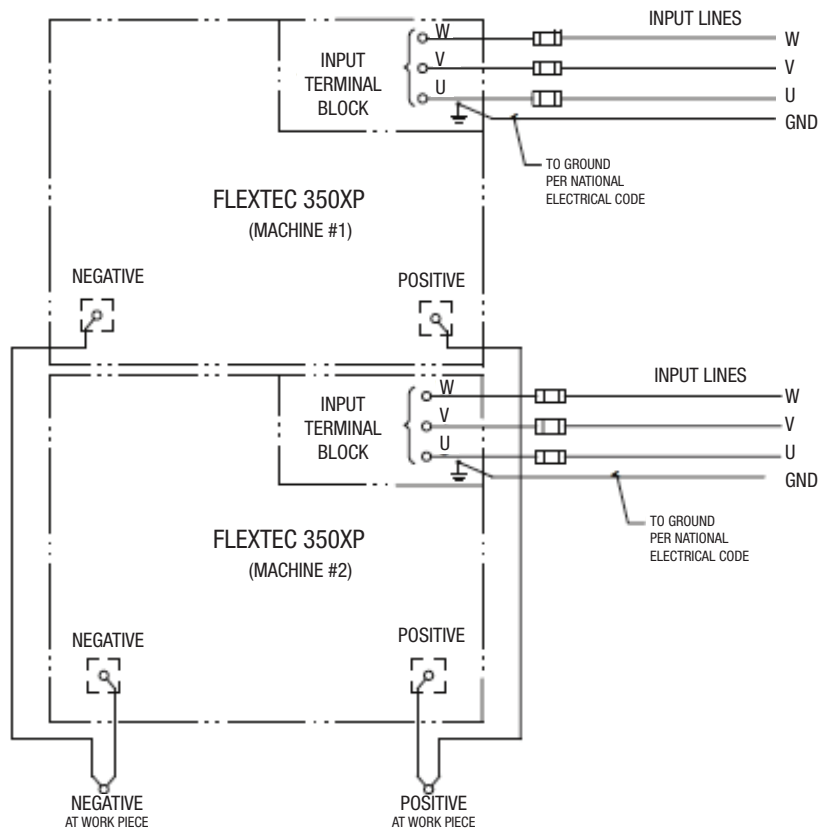 INPUT LINES
W
W
V
V
U
U
GND
INPUT
TERMINAL
BLOCK
TO GROUND
PER NATIONAL
ELECTRICAL CODE
FLEXTEC 350XP
(MACHINE #1)
NEGATIVE
POSITIVE
INPUT LINES
W
W
V
V
U
U
GND
INPUT
TERMINAL
BLOCK
TO GROUND
PER NATIONAL
ELECTRICAL CODE
FLEXTEC 350XP
(MACHINE #2)
NEGATIVE
POSITIVE
NEGATIVE
AT WORK PIECE
POSITIVE
AT WORK PIECE